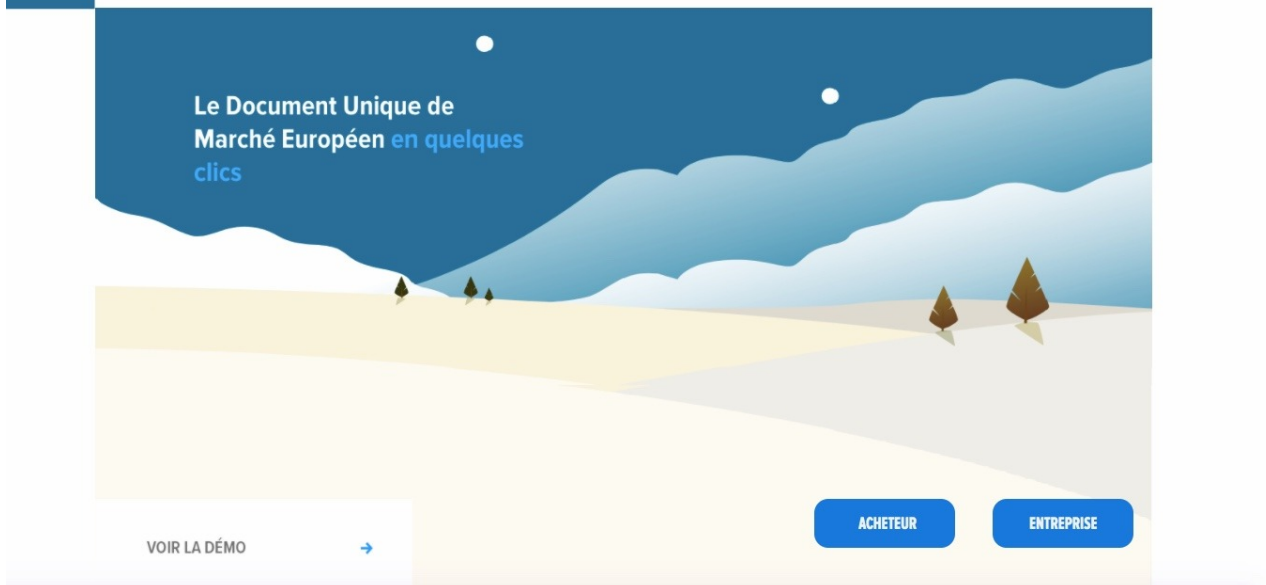 Le Document Unique de
Marché Européen en quelques
clics
ACHETEUR
ENTREPRISE
VOIR LA DÉMO